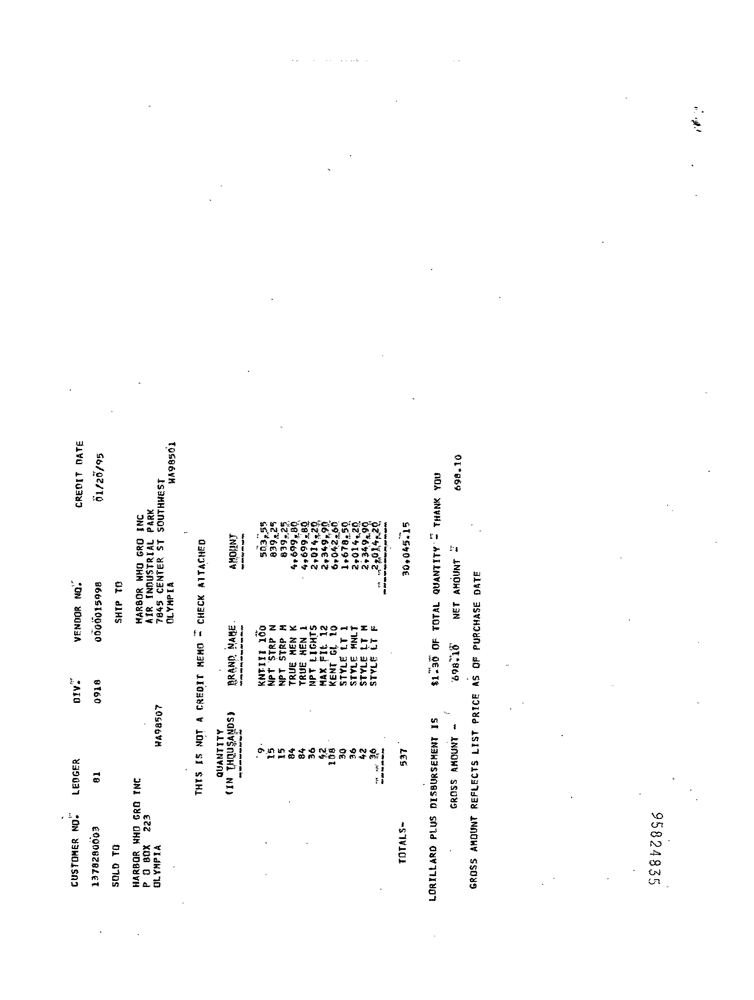 CUSTOMER NO. LEDGER DIV. VENDOR NO. CREDIT DATE
1378280003 81 0918 0000015998 01/20/95
SOLD TO SHIP TO
HARBOR WHO GRO INC HARBOR WHO GRO INC
P O BOX 223 AIR INDUSTRIAL PARK
OLYMPIA WA98507 7845 CENTER ST SOUTHWEST
OLYMPIA WA98501
THIS IS NOT A CREDIT MEMO - CHECK ATTACHED
QUANTITY
(IN THOUSANDS) BRAND NAME AMOUNT
9 KNTIII 100 503.55
15 NPT STRP N 839.25
15 NPT STRP M 839.25
84 TRUE MEN K 4,699.80
84 TRUE MEN 1 4,699.80
36 NPT LIGHTS 2,014.20
42 MAX FIL 12 2,349.90
108 KENT GL 10 6,042.60
30 STYLE LT 1 1,678.50
36 STYLE MNLT 2,014.20
42 STYLE LT M 2,349.90
36 STYLE LT F 2,014.20
TOTALS- 537 30,045.15
LORILLARD PLUS DISBURSEMENT IS $1.30 OF TOTAL QUANTITY - THANK YOU
GROSS AMOUNT - 698.10 NET AMOUNT - 698.10
GROSS AMOUNT REFLECTS LIST PRICE AS OF PURCHASE DATE
95824835